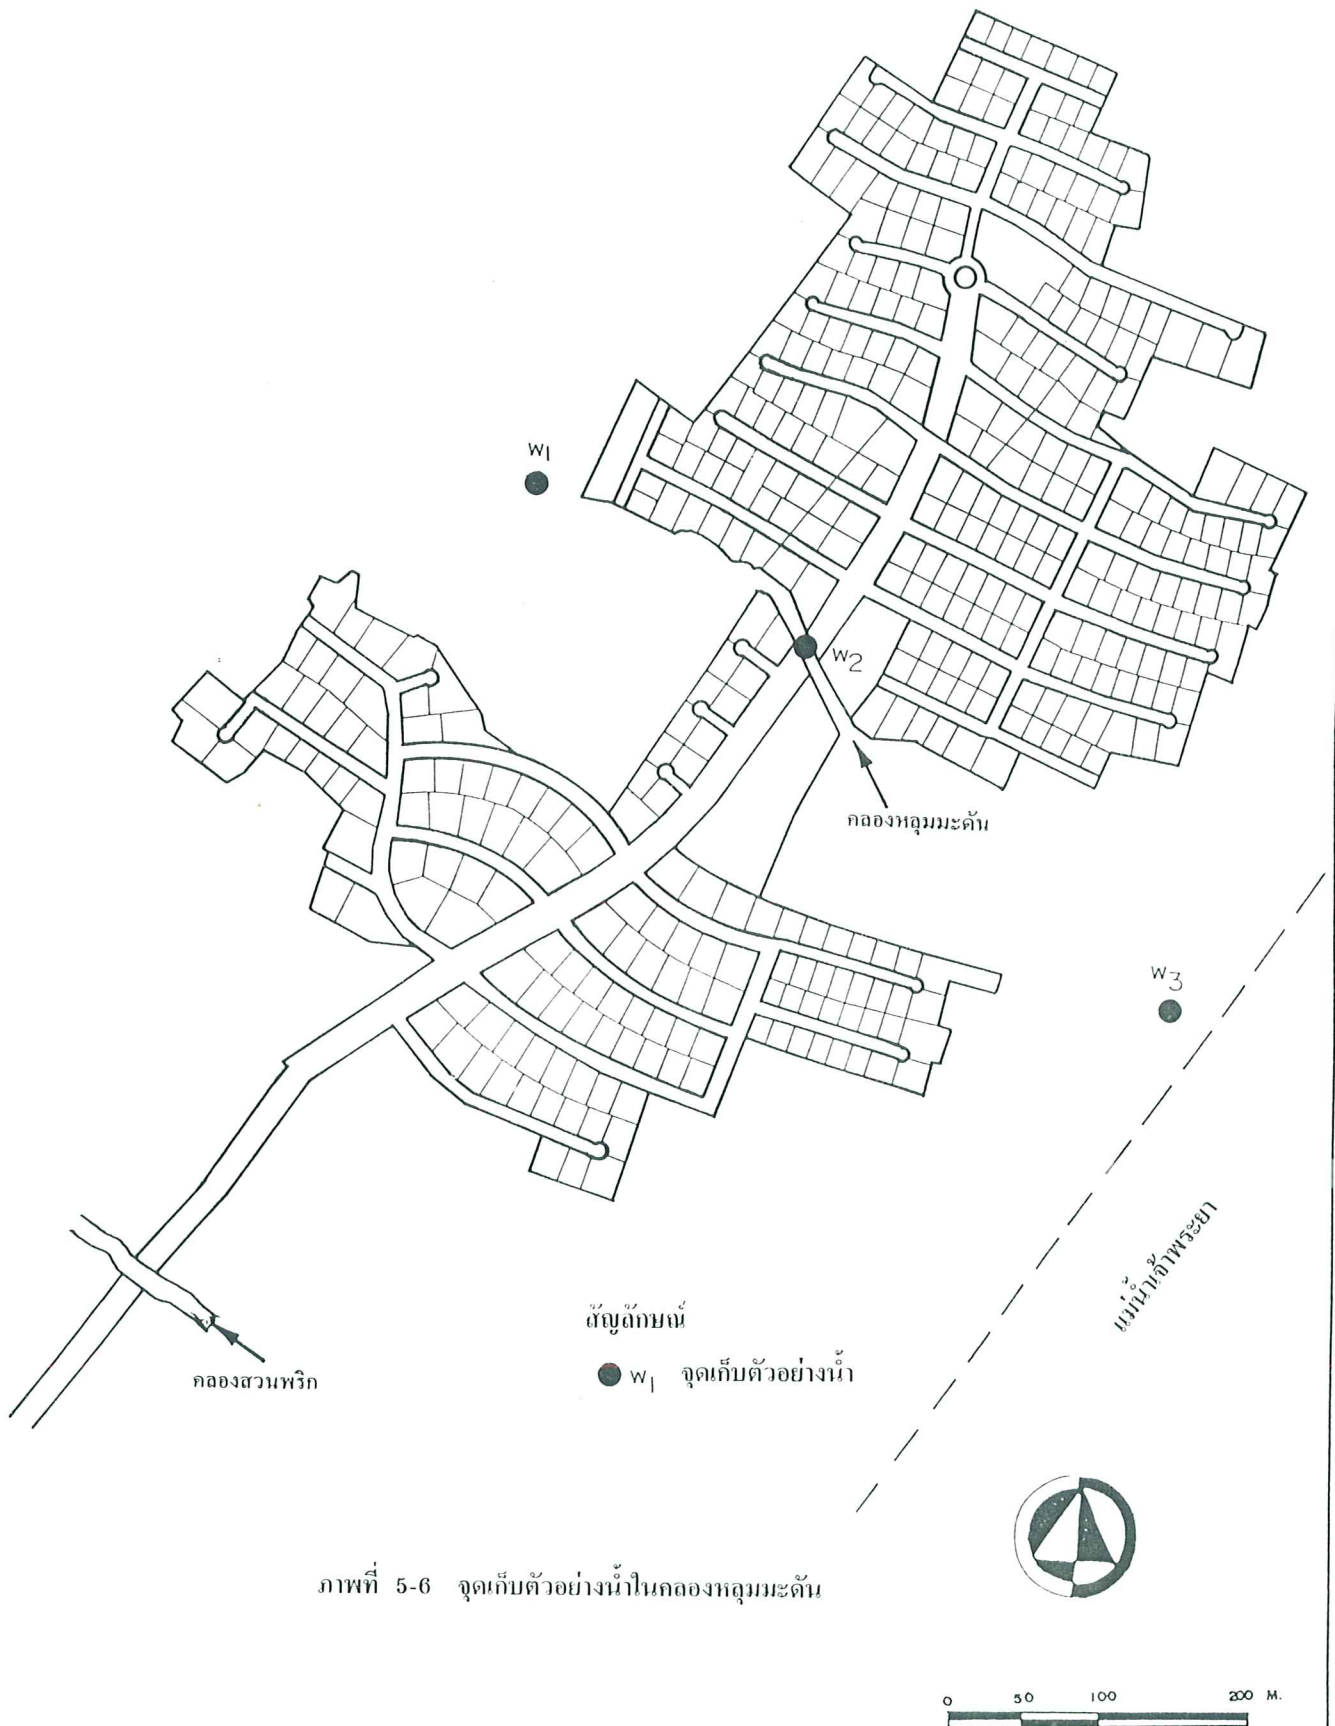 W1
W2
คลองหลุมมะดัน
W3
แม่น้ำเจ้าพระยา
สัญลักษณ์
W1 จุดเก็บตัวอย่างน้ำ
คลองสวนพริก
ภาพที่ 5-6 จุดเก็บตัวอย่างน้ำในคลองหลุมมะดัน
0 50 100 200 M.